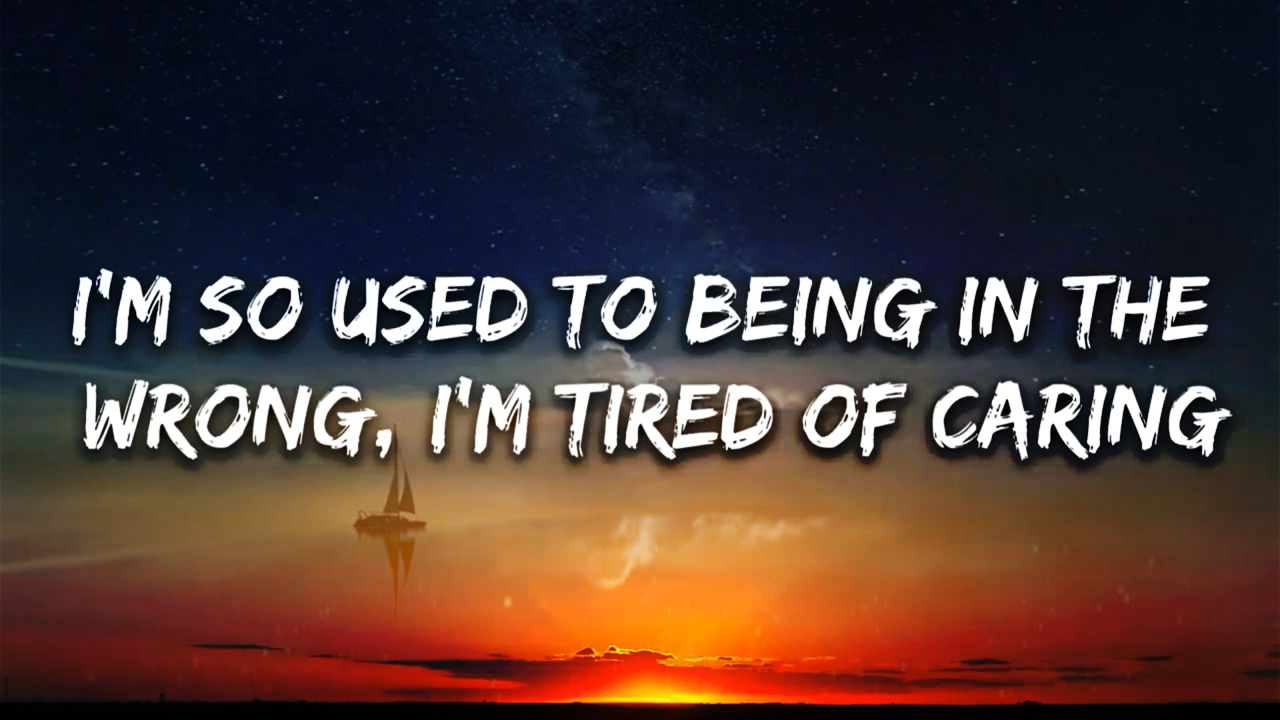 I'M SO USED TO BEING IN THE
WRONG, I'M TIRED OF CARING